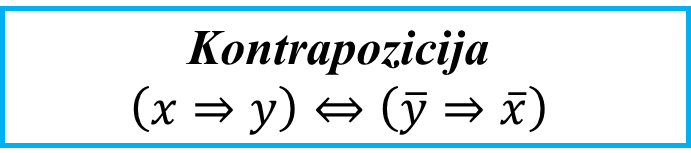 Kontrapozicija
(x ⇒ y) ⇔ (y̅ ⇒ x̅)